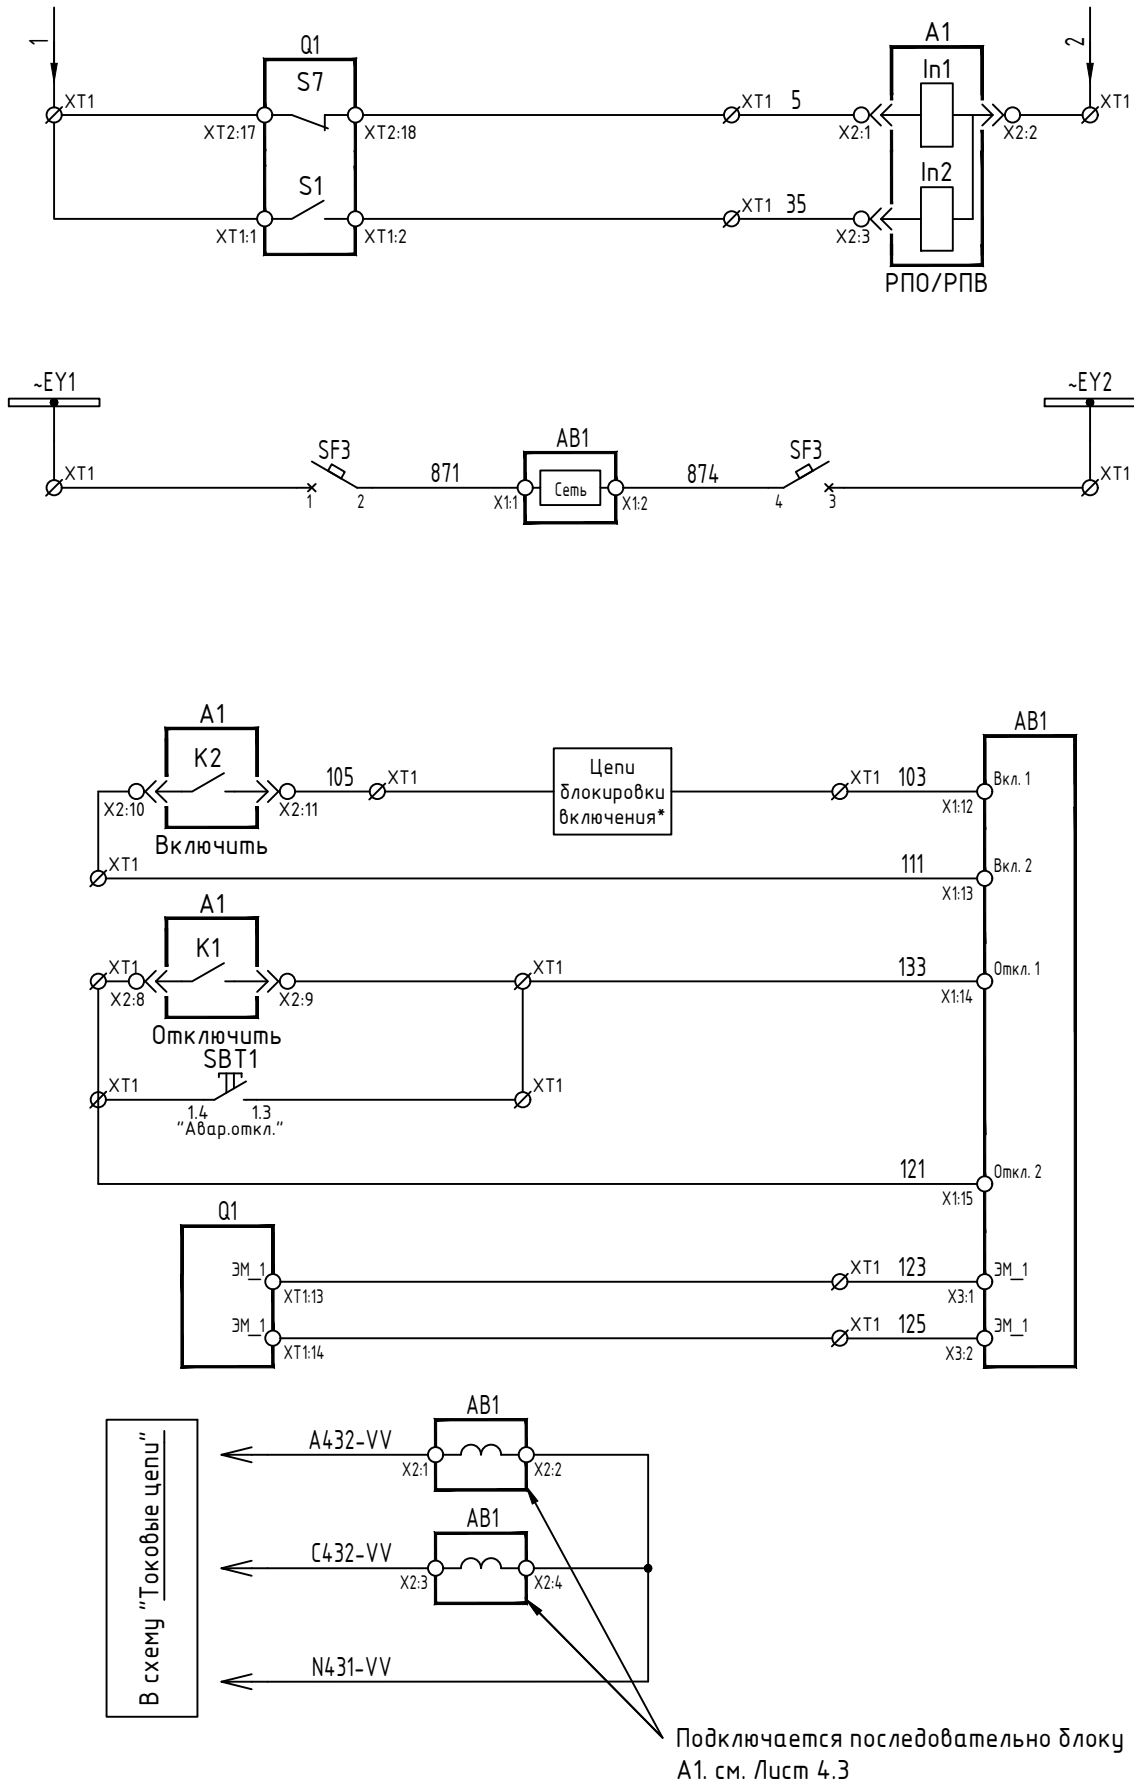 1
Q1
A1
2
XT1
S7
XT1 5
In1
XT1
XT2:17
XT2:18
X2:1
X2:2
S1
In2
XT1 35
XT1:1
XT1:2
X2:3
РПО/РПВ
~EY1
~EY2
XT1
SF3
871
AB1
874
SF3
XT1
Сеть
1
2
X1:1
X1:2
4
3
A1
AB1
K2
105
XT1
Цепи
блокировки
включения*
XT1 103
Вкл. 1
X2:10
X2:11
X1:12
Включить
XT1
111
Вкл. 2
X1:13
A1
K1
XT1
XT1
133
Откл. 1
X2:8
X2:9
X1:14
Отключить
SBT1
XT1
XT1
1.4
1.3
"Авар.откл."
121
Откл. 2
X1:15
Q1
ЭМ_1
XT1 123
ЭМ_1
XT1:13
X3:1
ЭМ_1
XT1 125
ЭМ_1
XT1:14
X3:2
В схему "Токовые цепи"
AB1
A432-VV
X2:1
X2:2
AB1
C432-VV
X2:3
X2:4
N431-VV
Подключается последовательно блоку
А1. см. Лист 4.3